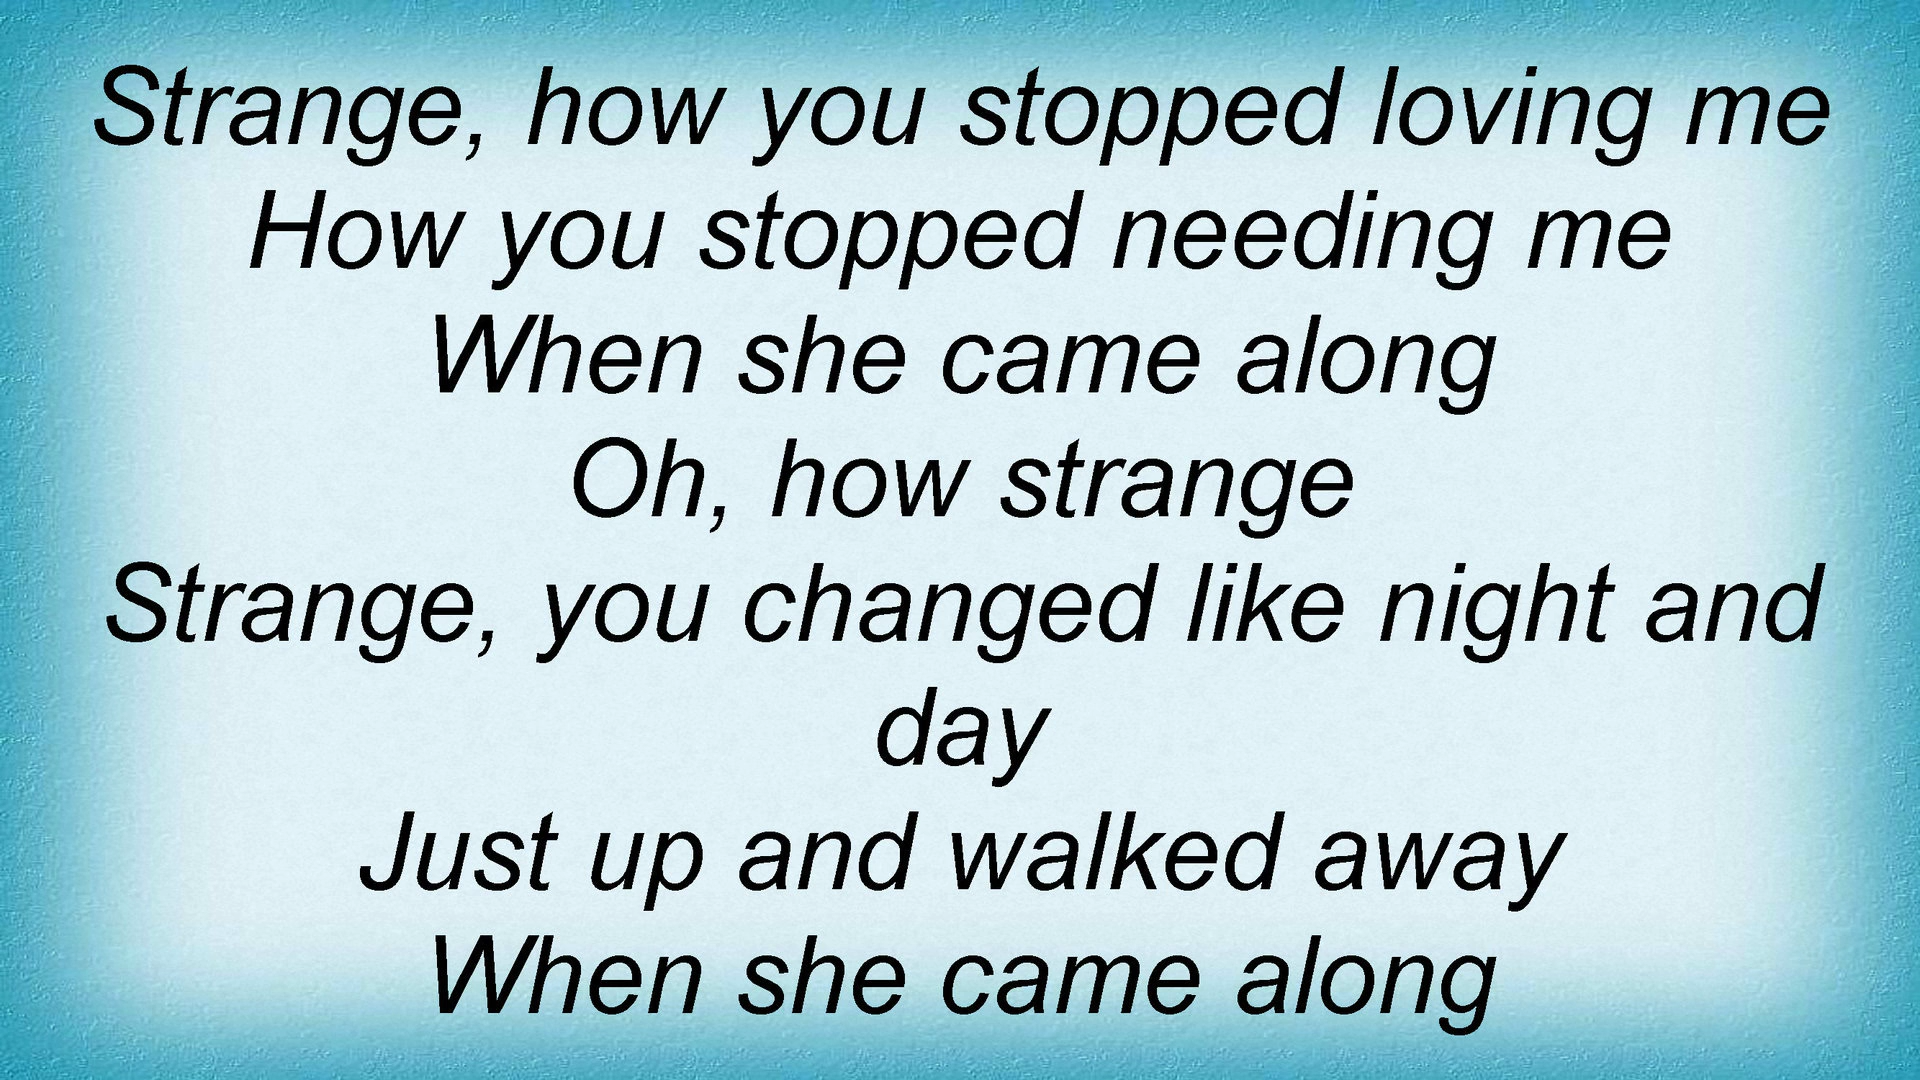 Strange, how you stopped loving me
How you stopped needing me
When she came along
Oh, how strange
Strange, you changed like night and
day
Just up and walked away
When she came along